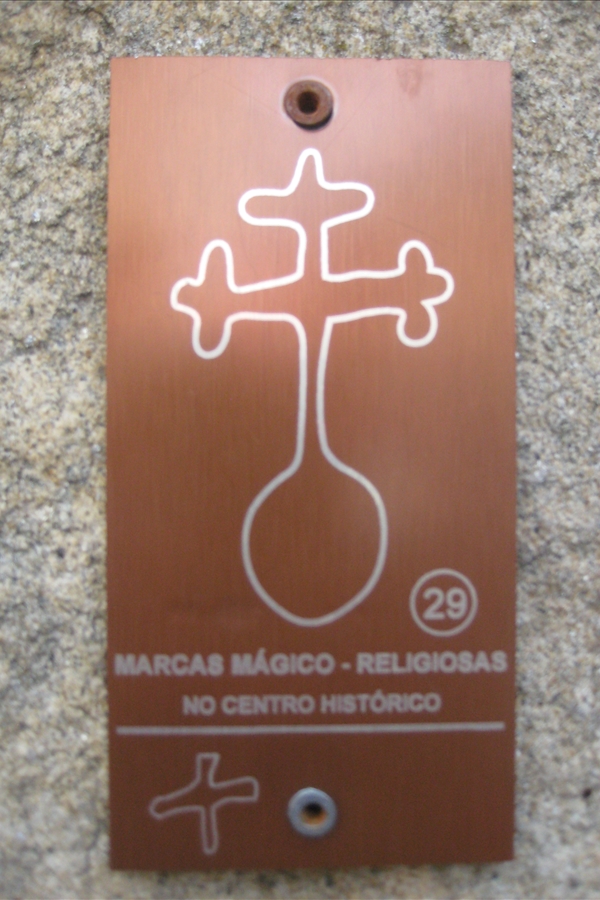 29
MARCAS MÁGICO - RELIGIOSAS
NO CENTRO HISTÓRICO